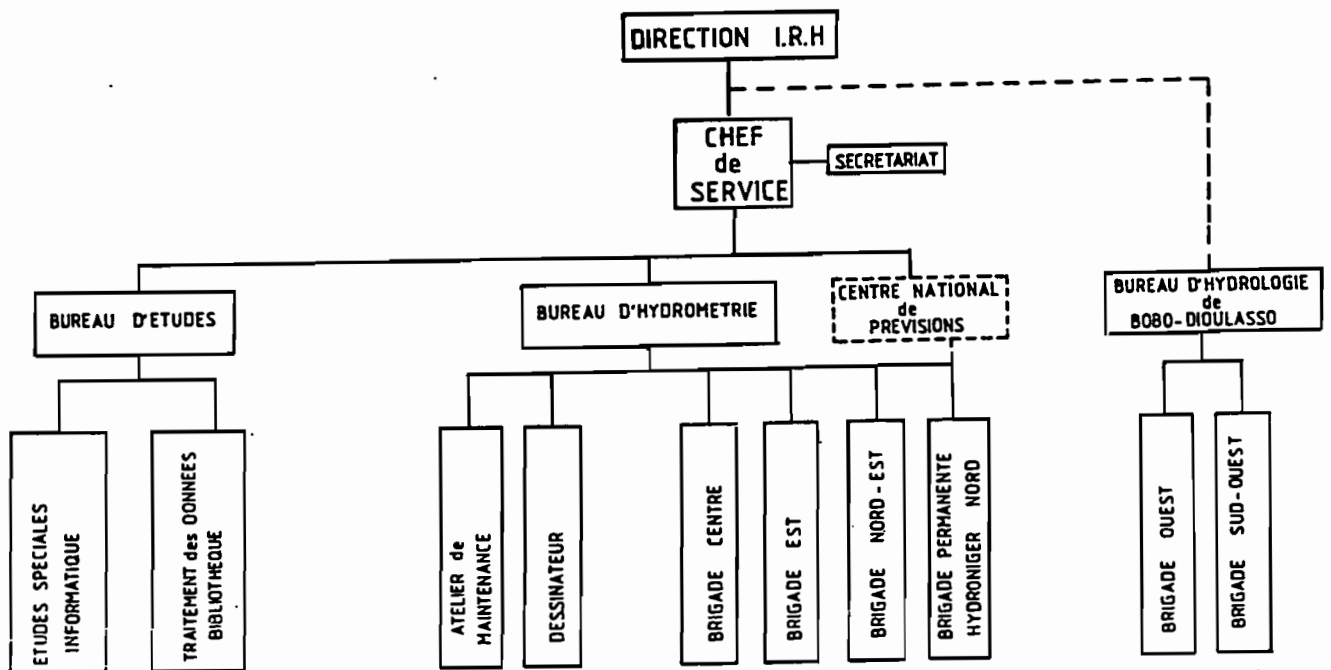 DIRECTION I.R.H
CHEF
de
SERVICE
SECRETARIAT
BUREAU D'ETUDES
BUREAU D'HYDROMETRIE
CENTRE NATIONAL
de
PREVISIONS
BUREAU D'HYDROLOGIE
de
BOBO-DIOULASSO
ETUDES SPECIALES
INFORMATIQUE
TRAITEMENT des DONNEES
BIBLIOTHEQUE
ATELIER de
MAINTENANCE
DESSINATEUR
BRIGADE CENTRE
BRIGADE EST
BRIGADE NORD-EST
BRIGADE PERMANENTE
HYDRONIGER NORD
BRIGADE OUEST
BRIGADE SUD-OUEST